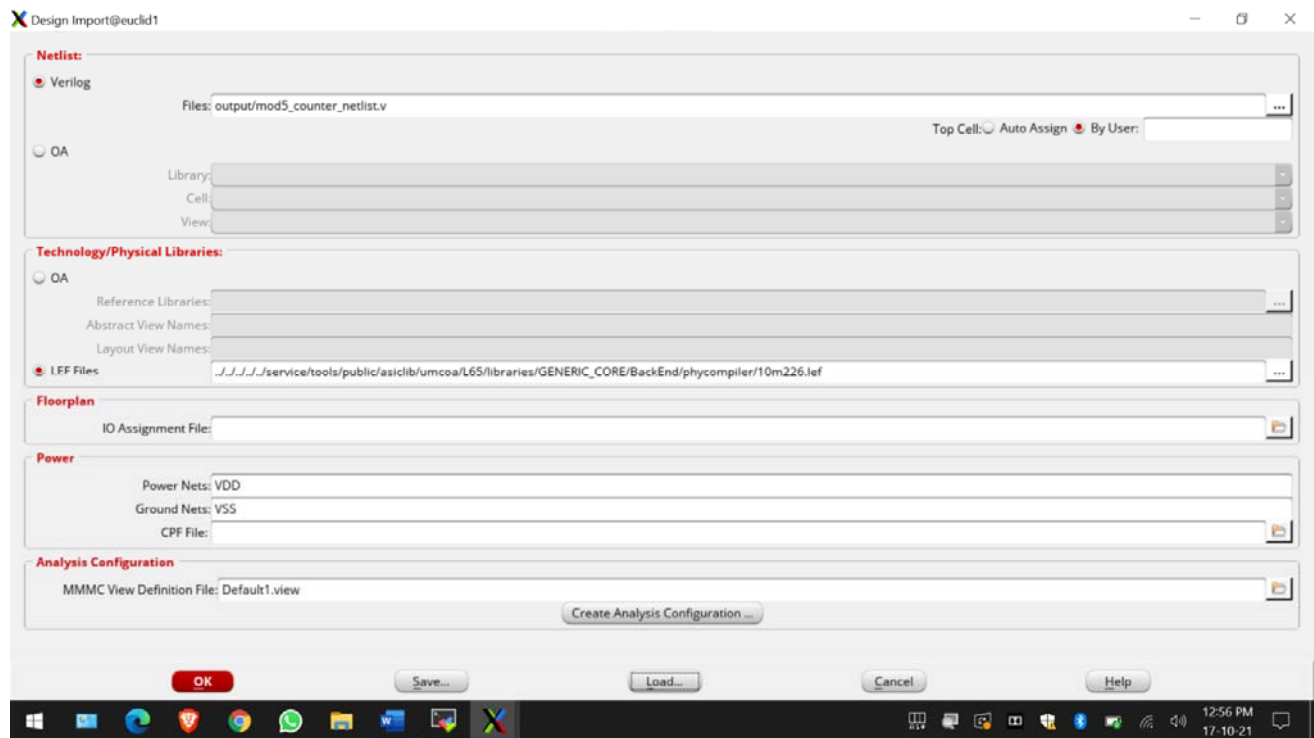 Design Import@euclid1
Netlist:
Verilog
Files: output/mod5_counter_netlist.v ...
Top Cell: Auto Assign By User:
OA
Library:
Cell:
View:
Technology/Physical Libraries:
OA
Reference Libraries: ...
Abstract View Names:
Layout View Names:
LEF Files ../../../../../service/tools/public/asiclib/umcoa/L65/libraries/GENERIC_CORE/BackEnd/phycompiler/10m226.lef ...
Floorplan
IO Assignment File:
Power
Power Nets: VDD
Ground Nets: VSS
CPF File:
Analysis Configuration
MMMC View Definition File: Default1.view
Create Analysis Configuration ...
OK Save... Load... Cancel Help
12:56 PM
17-10-21